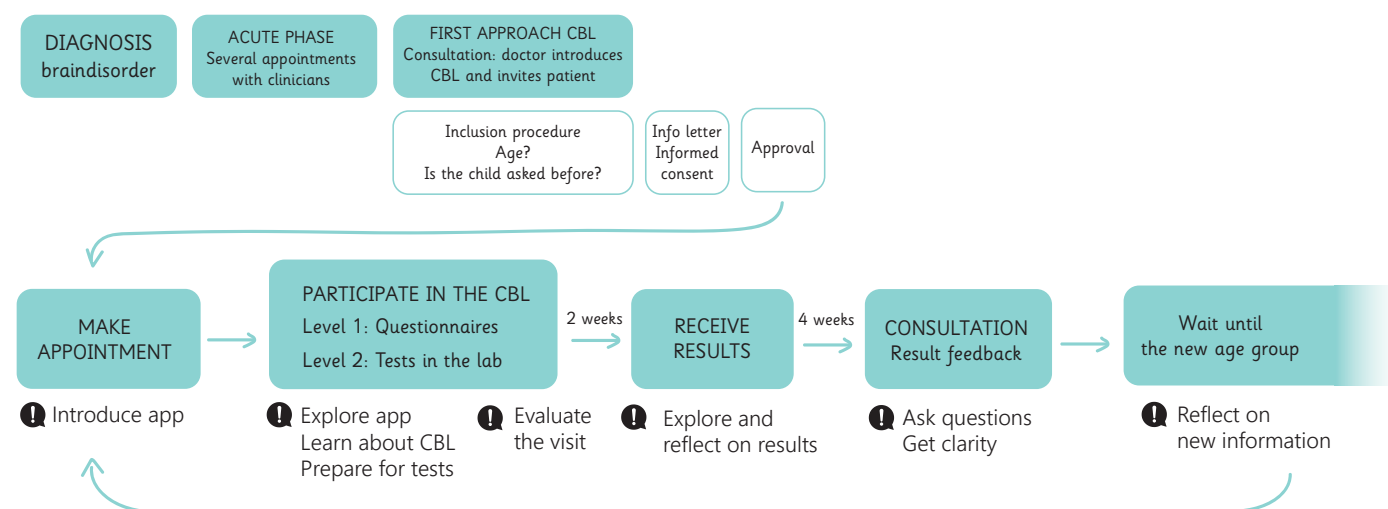 DIAGNOSIS
braindisorder
ACUTE PHASE
Several appointments
with clinicians
FIRST APPROACH CBL
Consultation: doctor introduces
CBL and invites patient
Inclusion procedure
Age?
Is the child asked before?
Info letter
Informed
consent
Approval
MAKE
APPOINTMENT
PARTICIPATE IN THE CBL
Level 1: Questionnaires
Level 2: Tests in the lab
2 weeks
RECEIVE
RESULTS
4 weeks
CONSULTATION
Result feedback
Wait until
the new age group
Introduce app
Explore app
Learn about CBL
Prepare for tests
Evaluate
the visit
Explore and
reflect on results
Ask questions
Get clarity
Reflect on
new information